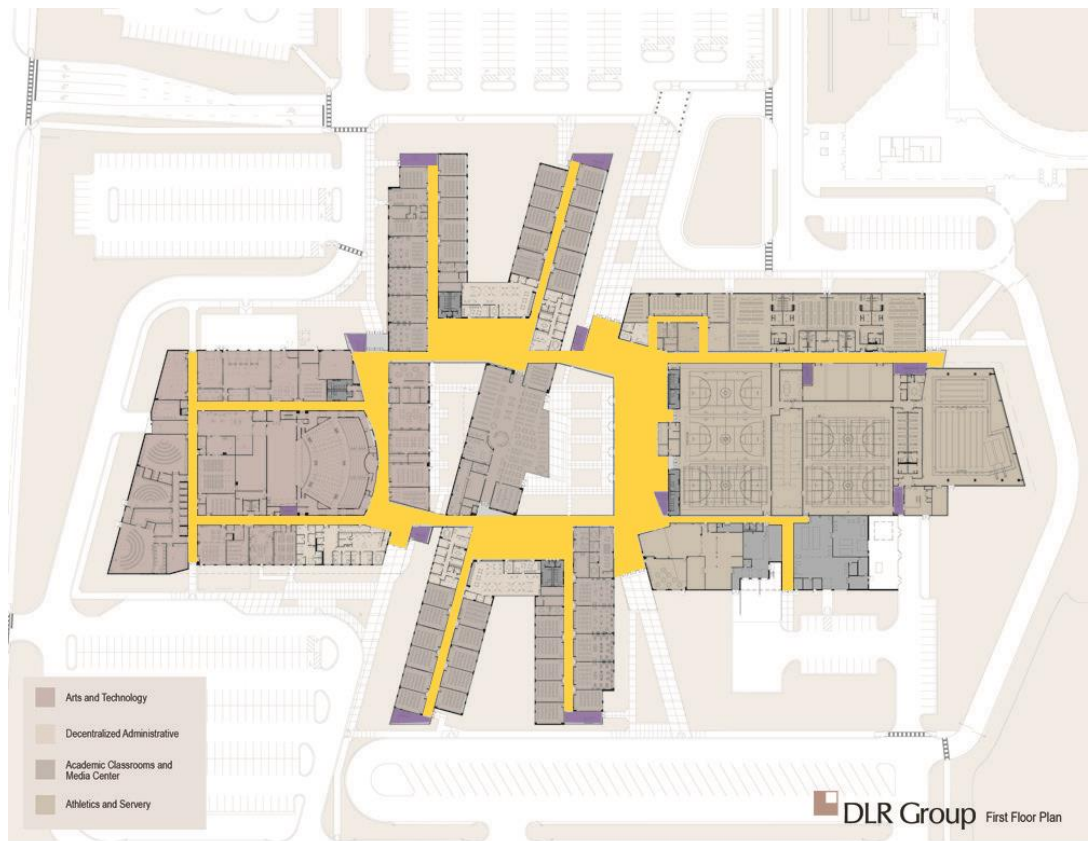 Arts and Technology
Decentralized Administrative
Academic Classrooms and
Media Center
Athletics and Servery
DLR Group First Floor Plan